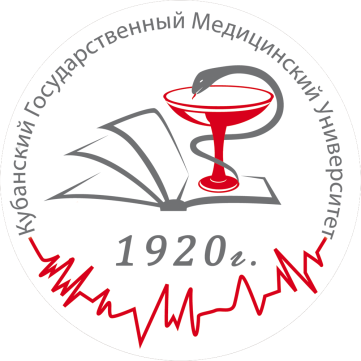 Кубанский Государственный Медицинский Университет
1920г.